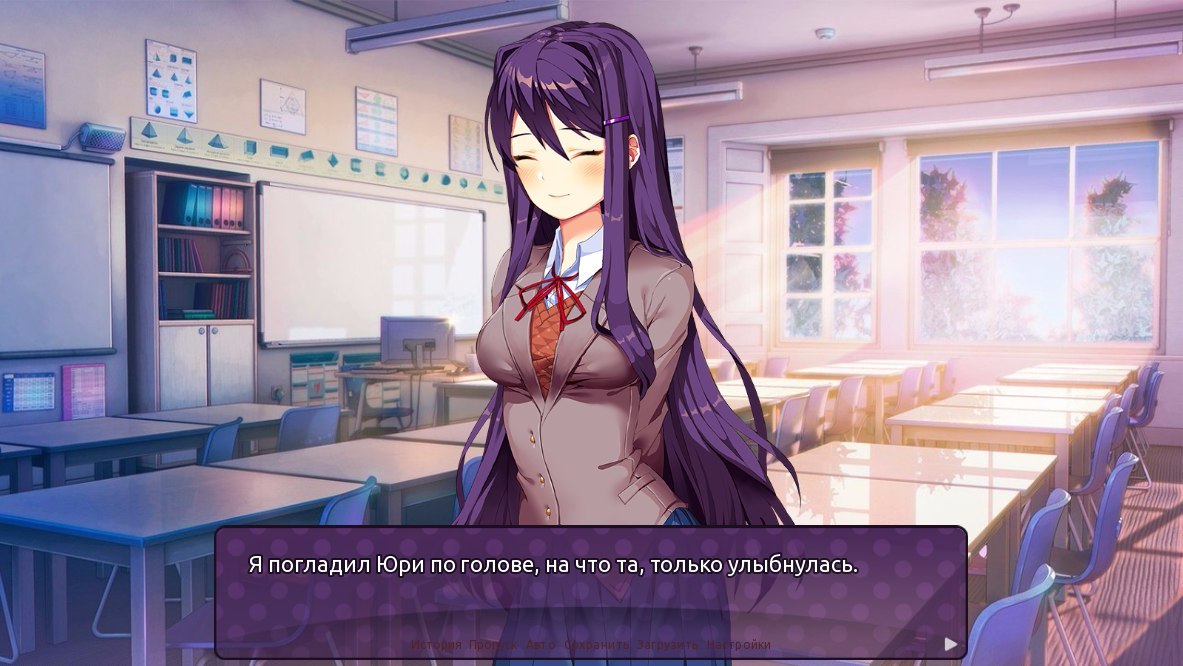 Я погладил Юри по голове, на что та, только улыбнулась.
История Пропуск Авто Сохранить Загрузить Настройки